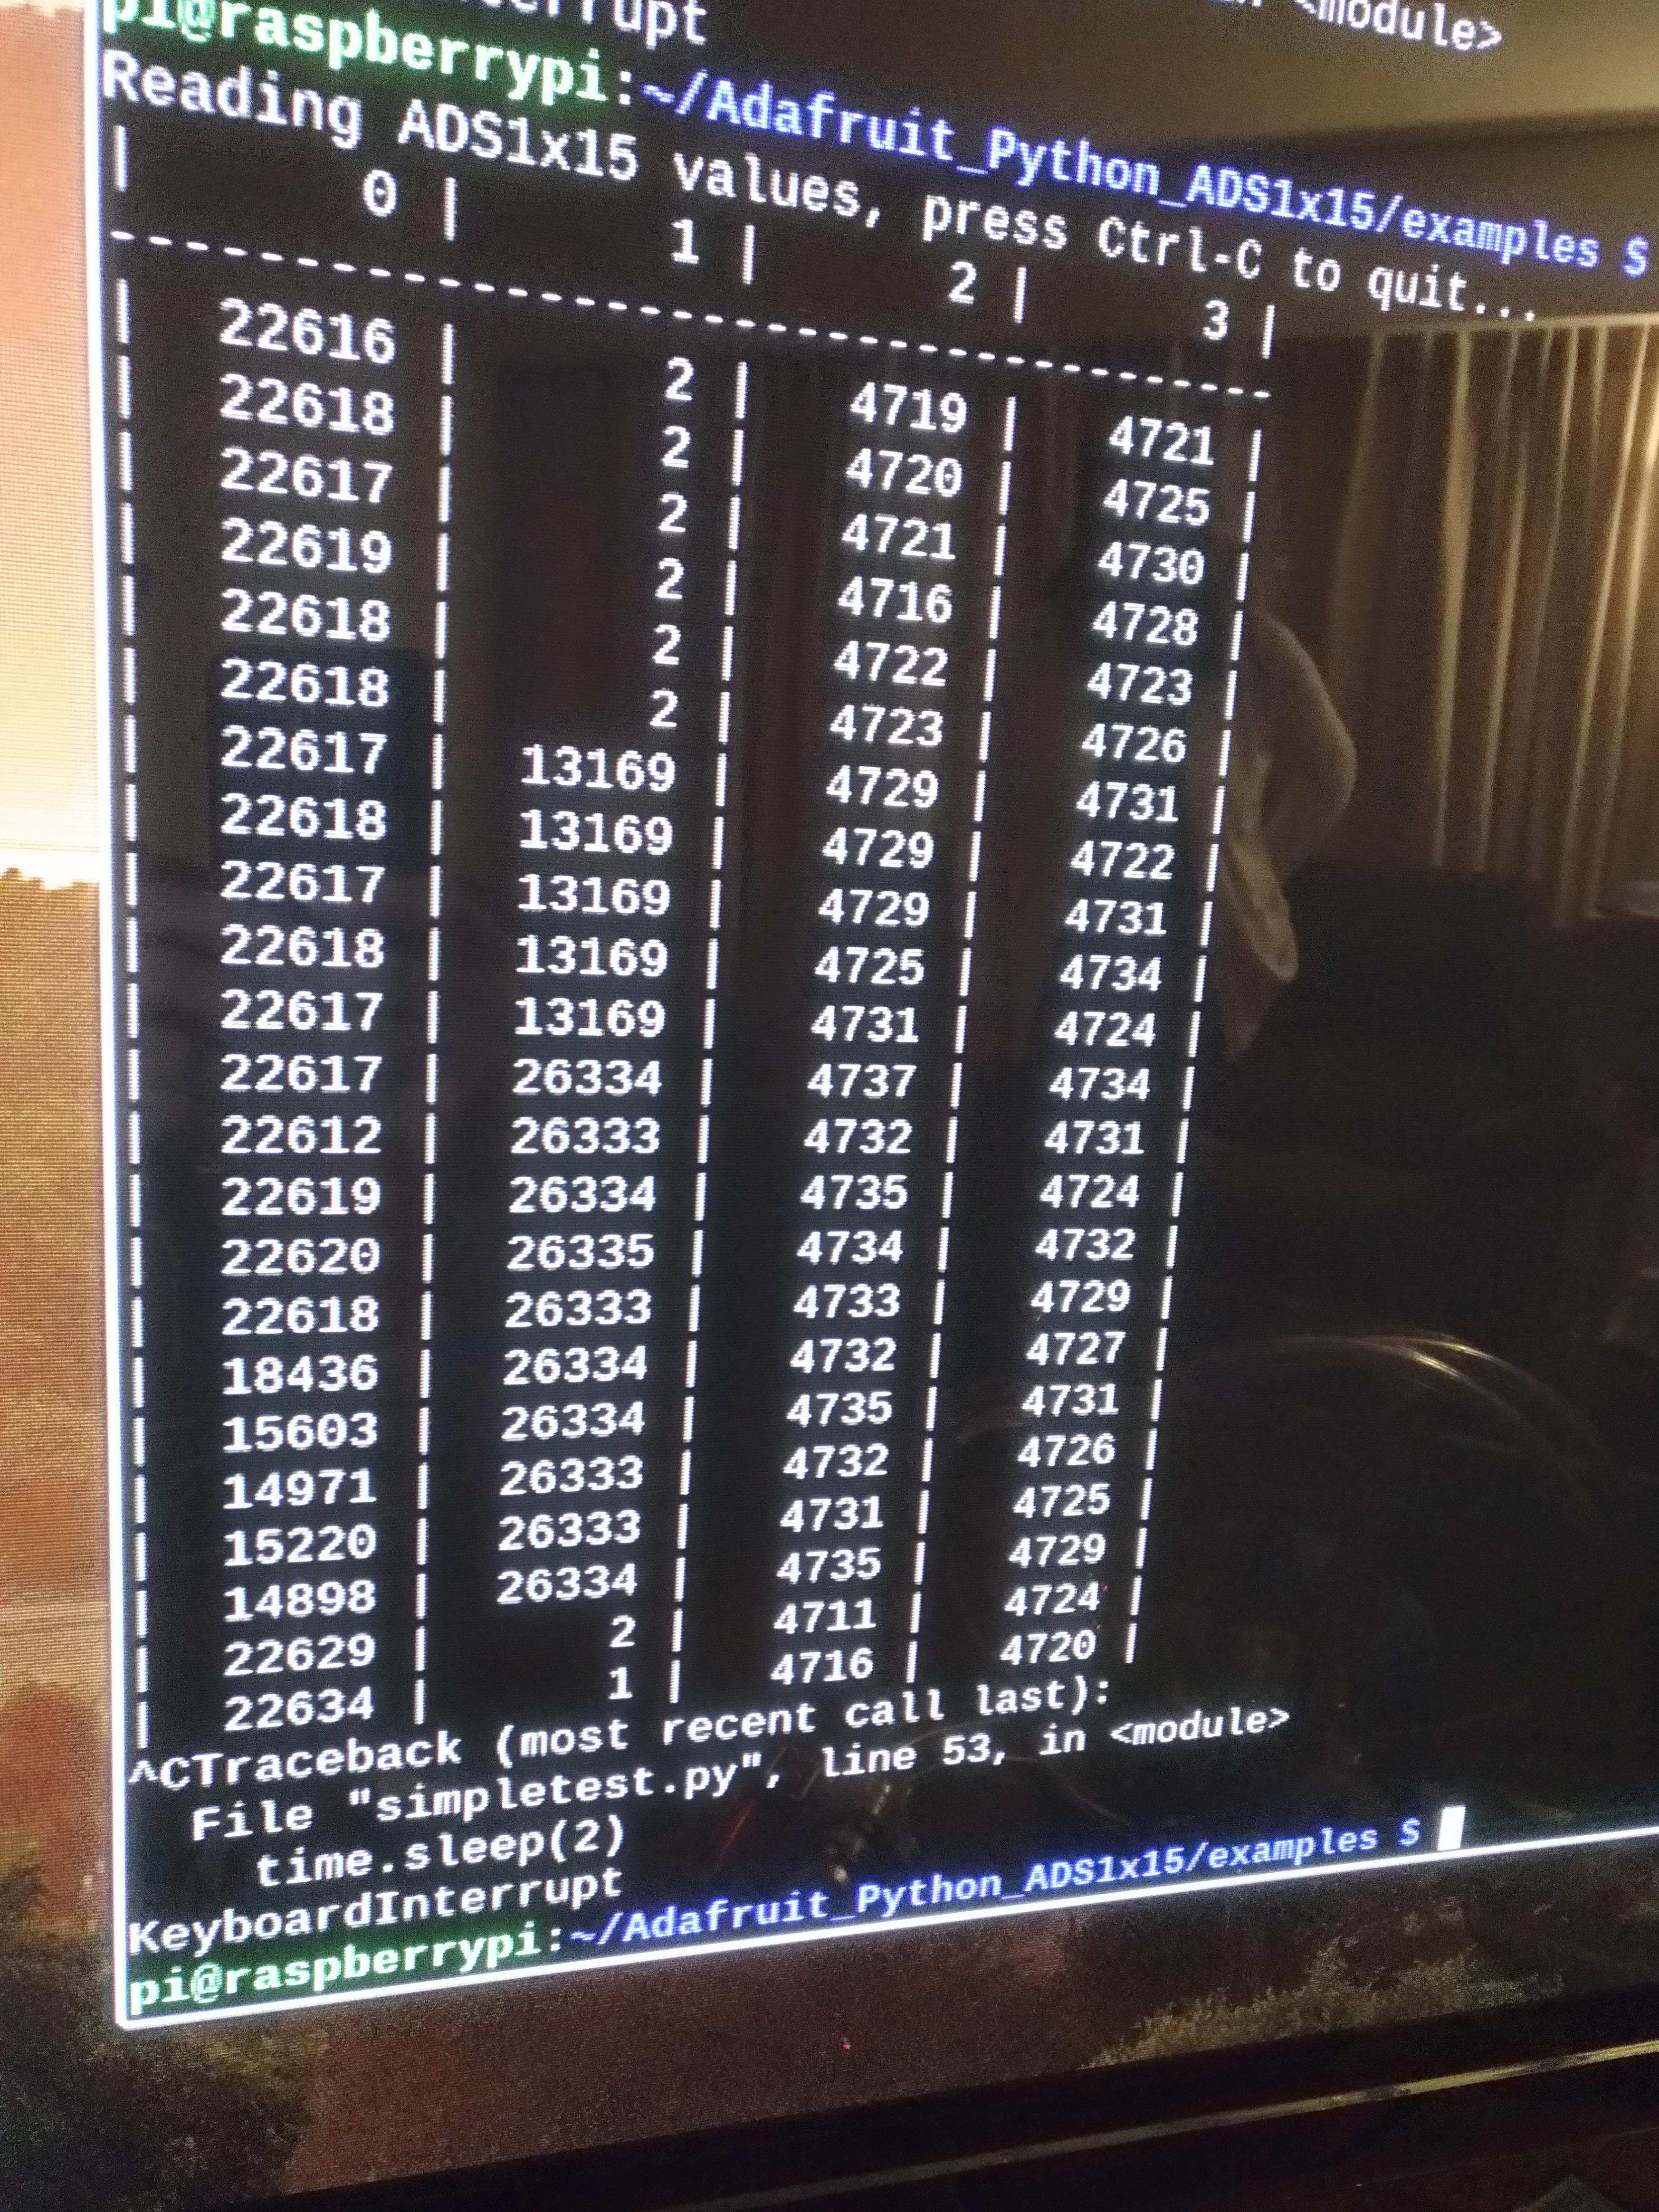 <module>
nterrupt
pi@raspberrypi:~/Adafruit_Python_ADS1x15/examples $
Reading ADS1x15 values, press Ctrl-C to quit...
| 0 | 1 | 2 | 3 |
-------------------------------------
| 22616 | 2 | 4719 | 4721 |
| 22618 | 2 | 4720 | 4725 |
| 22617 | 2 | 4721 | 4730 |
| 22619 | 2 | 4716 | 4728 |
| 22618 | 2 | 4722 | 4723 |
| 22618 | 2 | 4723 | 4726 |
| 22617 | 13169 | 4729 | 4731 |
| 22618 | 13169 | 4729 | 4722 |
| 22617 | 13169 | 4729 | 4731 |
| 22618 | 13169 | 4725 | 4734 |
| 22617 | 13169 | 4731 | 4724 |
| 22617 | 26334 | 4737 | 4734 |
| 22612 | 26333 | 4732 | 4731 |
| 22619 | 26334 | 4735 | 4724 |
| 22620 | 26335 | 4734 | 4732 |
| 22618 | 26333 | 4733 | 4729 |
| 18436 | 26334 | 4732 | 4727 |
| 15603 | 26334 | 4735 | 4731 |
| 14971 | 26333 | 4732 | 4726 |
| 15220 | 26333 | 4731 | 4725 |
| 14898 | 26334 | 4735 | 4729 |
| 22629 | 2 | 4711 | 4724 |
| 22634 | 1 | 4716 | 4720 |
^CTraceback (most recent call last):
File "simpletest.py", line 53, in <module>
time.sleep(2)
KeyboardInterrupt
pi@raspberrypi:~/Adafruit_Python_ADS1x15/examples $